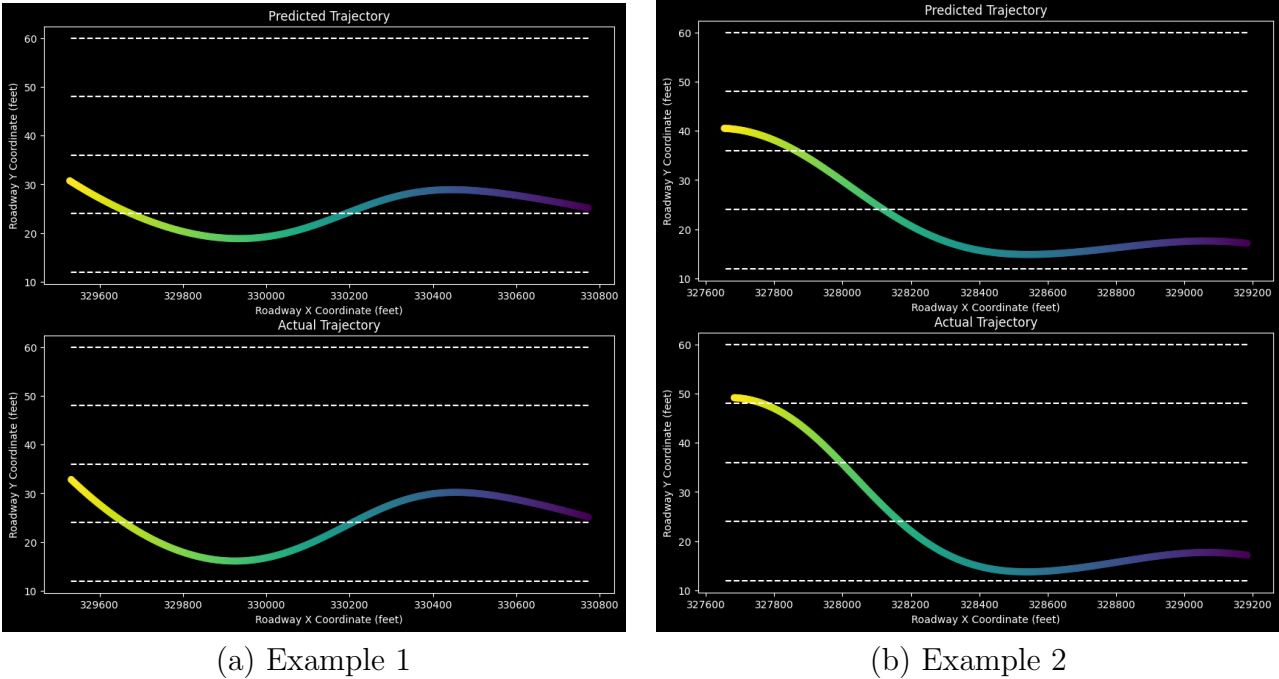 Predicted Trajectory
Roadway Y Coordinate (feet)
60
50
40
30
20
10
329600 329800 330000 330200 330400 330600 330800
Roadway X Coordinate (feet)
Actual Trajectory
Roadway Y Coordinate (feet)
60
50
40
30
20
10
329600 329800 330000 330200 330400 330600 330800
Roadway X Coordinate (feet)
(a) Example 1
Predicted Trajectory
Roadway Y Coordinate (feet)
60
50
40
30
20
10
327600 327800 328000 328200 328400 328600 328800 329000 329200
Roadway X Coordinate (feet)
Actual Trajectory
Roadway Y Coordinate (feet)
60
50
40
30
20
10
327600 327800 328000 328200 328400 328600 328800 329000 329200
Roadway X Coordinate (feet)
(b) Example 2